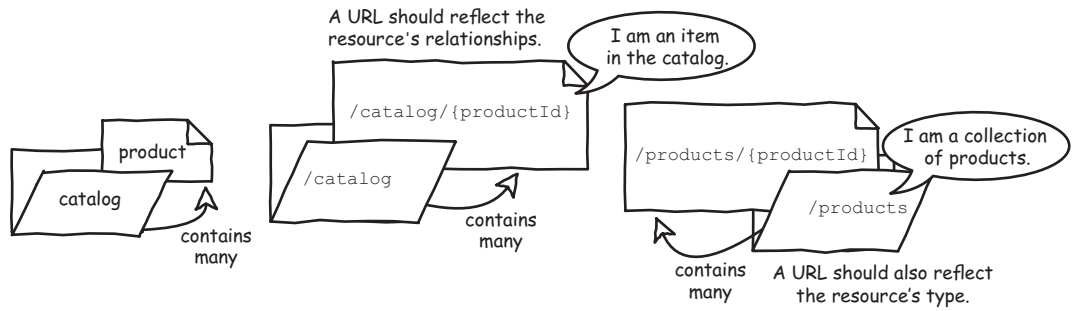 product
catalog
contains
many
A URL should reflect the
resource's relationships.
I am an item
in the catalog.
/catalog/{productId}
/catalog
contains
many
/products/{productId}
I am a collection
of products.
/products
contains
many
A URL should also reflect
the resource's type.